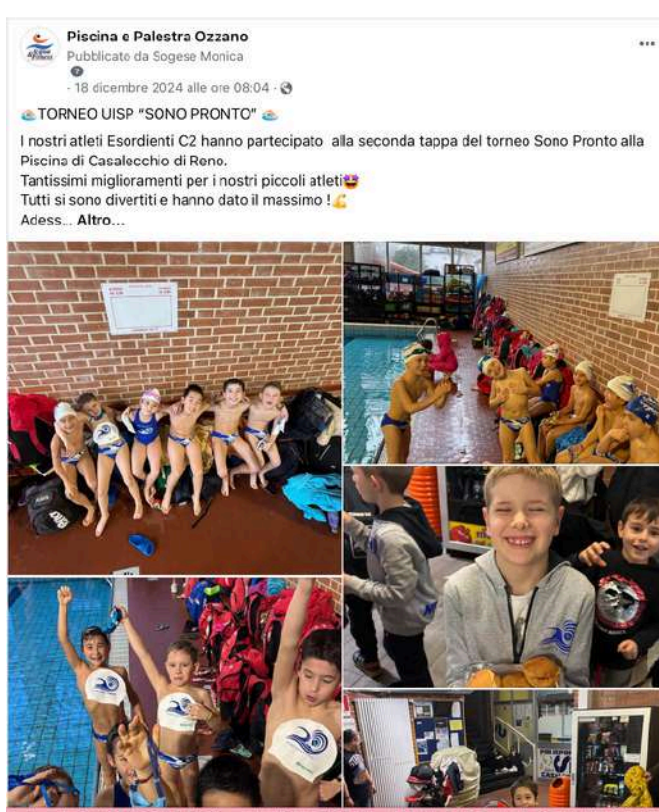 Piscina e Palestra Ozzano
Pubblicato da Sogese Monica
· 18 dicembre 2024 alle ore 08:04 ·
TORNEO UISP “SONO PRONTO”
I nostri atleti Esordienti C2 hanno partecipato alla seconda tappa del torneo Sono Pronto alla
Piscina di Casalecchio di Reno.
Tantissimi miglioramenti per i nostri piccoli atleti
Tutti si sono divertiti e hanno dato il massimo !
Adess... Altro...